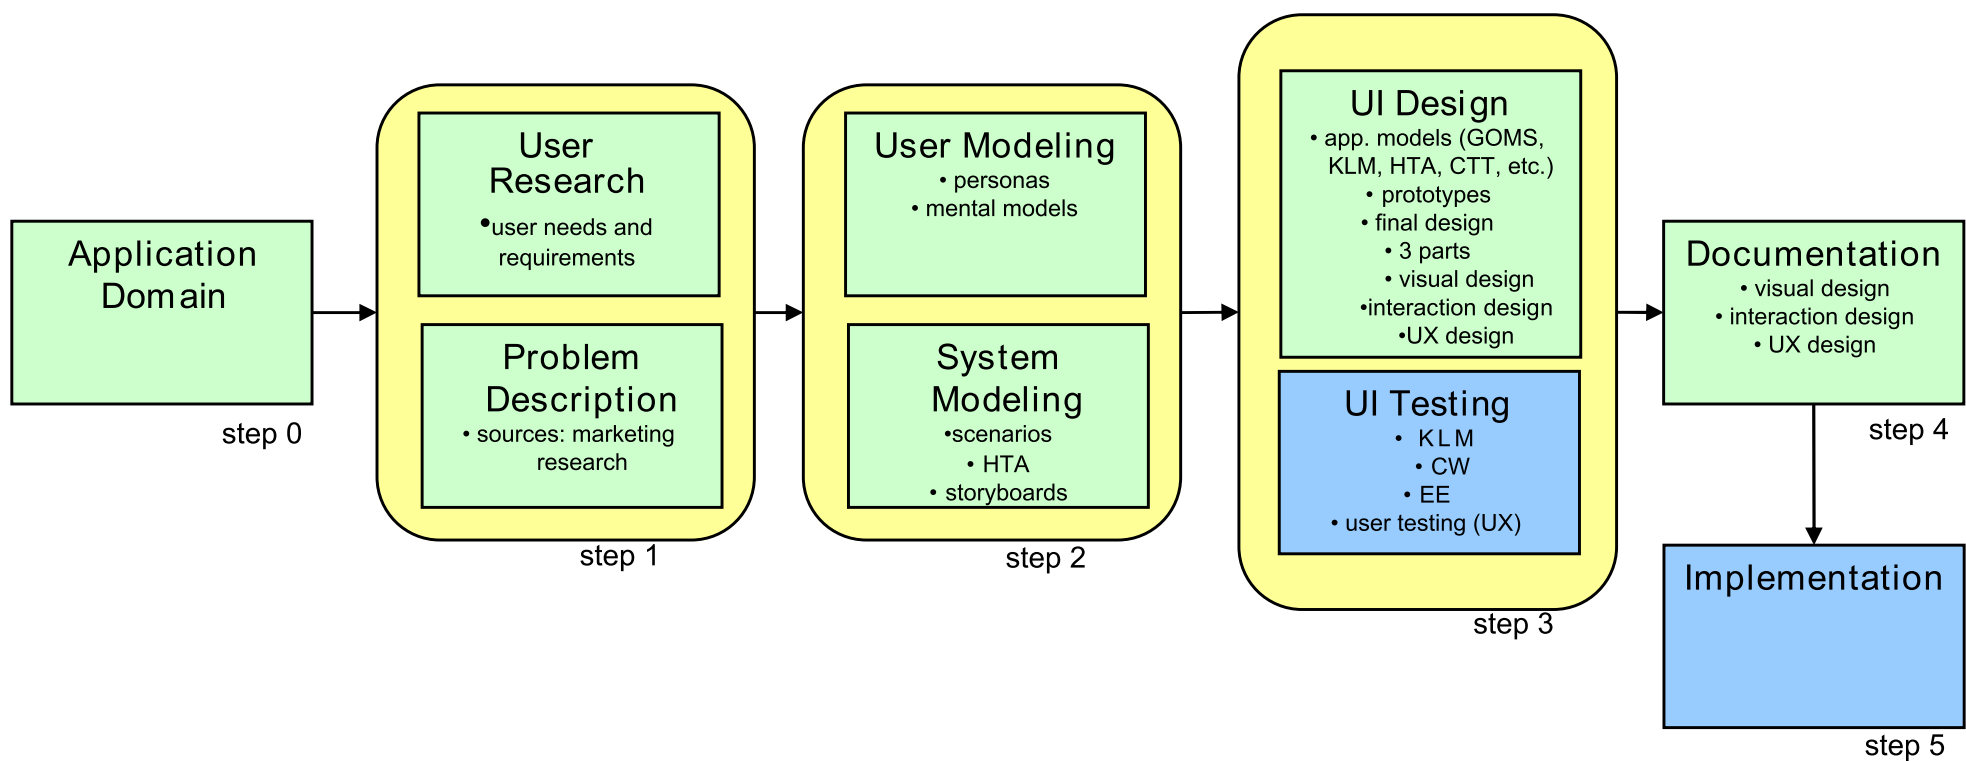 Application
Domain
step 0
User
Research
•user needs and
requirements
Problem
Description
• sources: marketing
research
step 1
User Modeling
• personas
• mental models
System
Modeling
•scenarios
• HTA
• storyboards
step 2
UI Design
• app. models (GOMS,
KLM, HTA, CTT, etc.)
• prototypes
• final design
• 3 parts
• visual design
•interaction design
•UX design
UI Testing
• KLM
• CW
• EE
• user testing (UX)
step 3
Documentation
• visual design
• interaction design
• UX design
step 4
Implementation
step 5